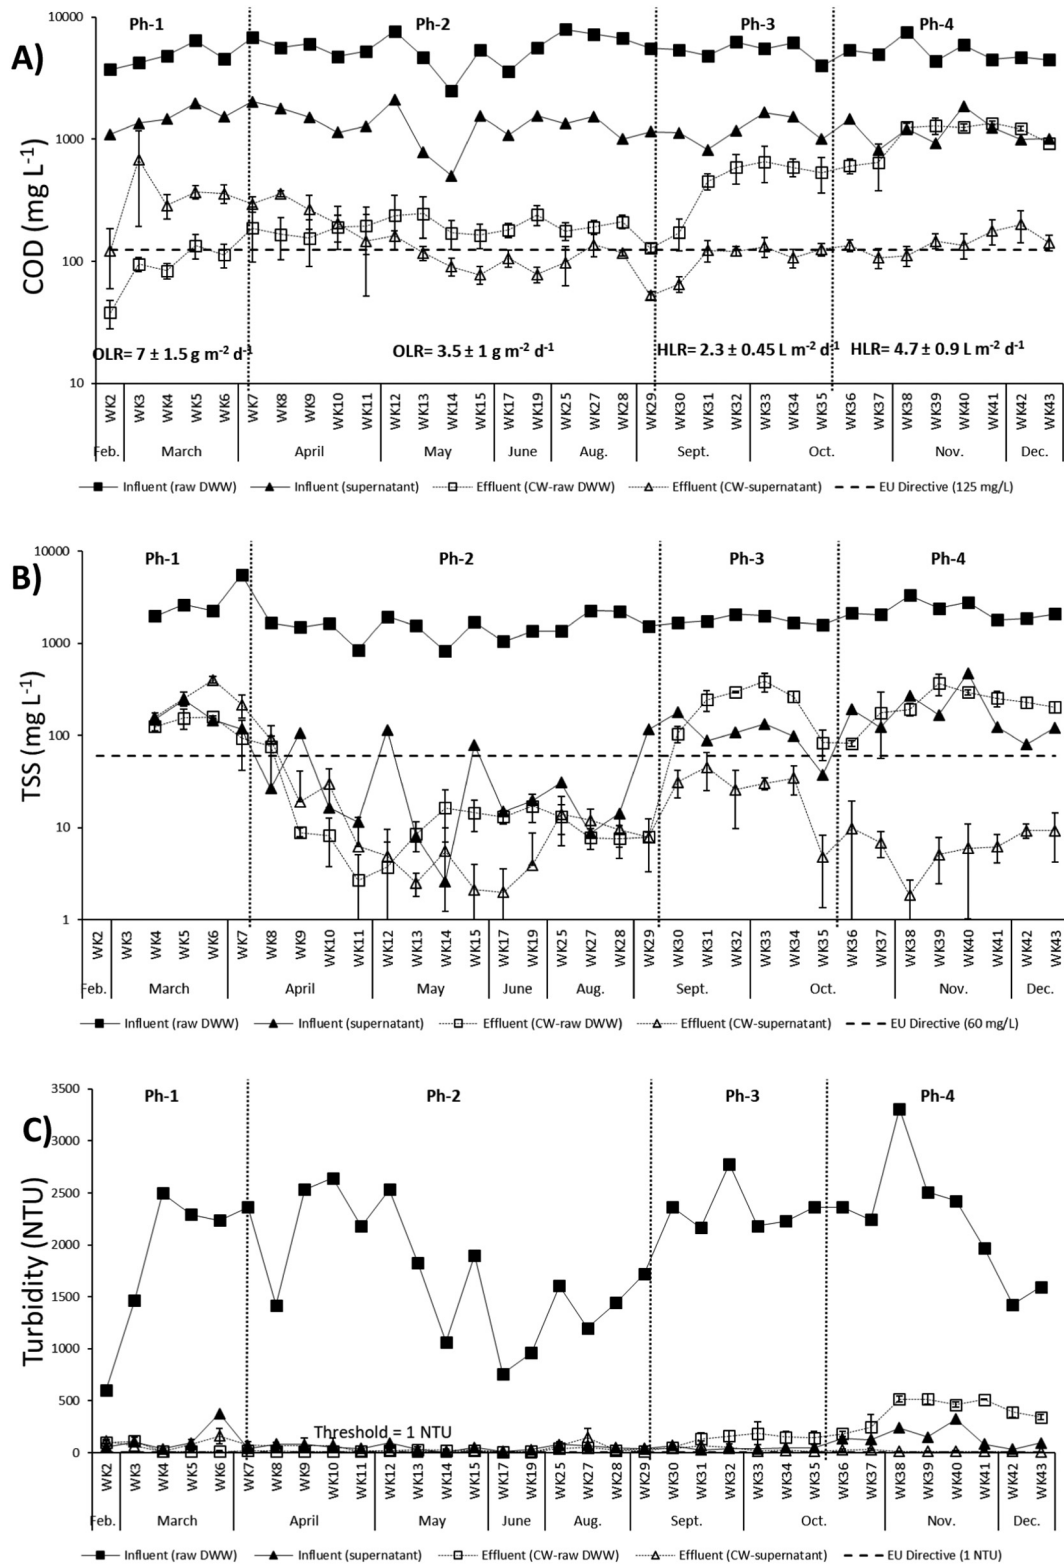 A)
Ph-1 Ph-2 Ph-3 Ph-4
COD (mg L-1)
10000
1000
100
10
OLR= 7 ± 1.5 g m-2 d-1 OLR= 3.5 ± 1 g m-2 d-1 HLR= 2.3 ± 0.45 L m-2 d-1 HLR= 4.7 ± 0.9 L m-2 d-1
WK2 WK3 WK4 WK5 WK6 WK7 WK8 WK9 WK10 WK11 WK12 WK13 WK14 WK15 WK17 WK19 WK25 WK27 WK28 WK29 WK30 WK31 WK32 WK33 WK34 WK35 WK36 WK37 WK38 WK39 WK40 WK41 WK42 WK43
Feb. March April May June Aug. Sept. Oct. Nov. Dec.
Influent (raw DWW) Influent (supernatant) Effluent (CW-raw DWW) Effluent (CW-supernatant) EU Directive (125 mg/L)
B)
Ph-1 Ph-2 Ph-3 Ph-4
TSS (mg L-1)
10000
1000
100
10
1
WK2 WK3 WK4 WK5 WK6 WK7 WK8 WK9 WK10 WK11 WK12 WK13 WK14 WK15 WK17 WK19 WK25 WK27 WK28 WK29 WK30 WK31 WK32 WK33 WK34 WK35 WK36 WK37 WK38 WK39 WK40 WK41 WK42 WK43
Feb. March April May June Aug. Sept. Oct. Nov. Dec.
Influent (raw DWW) Influent (supernatant) Effluent (CW-raw DWW) Effluent (CW-supernatant) EU Directive (60 mg/L)
C)
Ph-1 Ph-2 Ph-3 Ph-4
Turbidity (NTU)
3500
3000
2500
2000
1500
1000
500
0
Threshold = 1 NTU
WK2 WK3 WK4 WK5 WK6 WK7 WK8 WK9 WK10 WK11 WK12 WK13 WK14 WK15 WK17 WK19 WK25 WK27 WK28 WK29 WK30 WK31 WK32 WK33 WK34 WK35 WK36 WK37 WK38 WK39 WK40 WK41 WK42 WK43
Feb. March April May June Aug. Sept. Oct. Nov. Dec.
Influent (raw DWW) Influent (supernatant) Effluent (CW-raw DWW) Effluent (CW-supernatant) EU Directive (1 NTU)